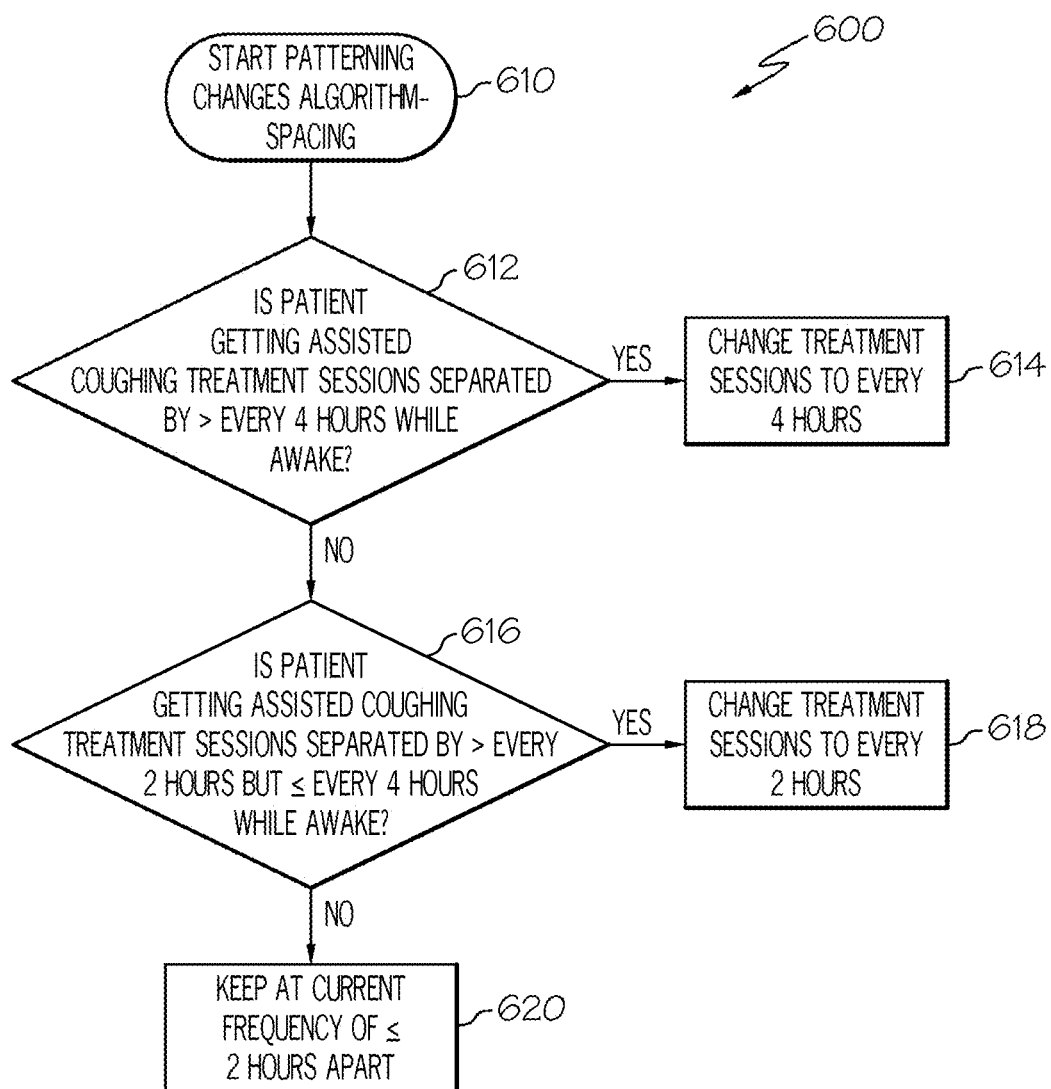 START PATTERNING
CHANGES ALGORITHM-
SPACING
610
600
612
IS PATIENT
GETTING ASSISTED
COUGHING TREATMENT SESSIONS SEPARATED
BY > EVERY 4 HOURS WHILE
AWAKE?
YES
CHANGE TREATMENT
SESSIONS TO EVERY
4 HOURS
614
NO
616
IS PATIENT
GETTING ASSISTED COUGHING
TREATMENT SESSIONS SEPARATED BY > EVERY
2 HOURS BUT ≤ EVERY 4 HOURS
WHILE AWAKE?
YES
CHANGE TREATMENT
SESSIONS TO EVERY
2 HOURS
618
NO
KEEP AT CURRENT
FREQUENCY OF ≤
2 HOURS APART
620